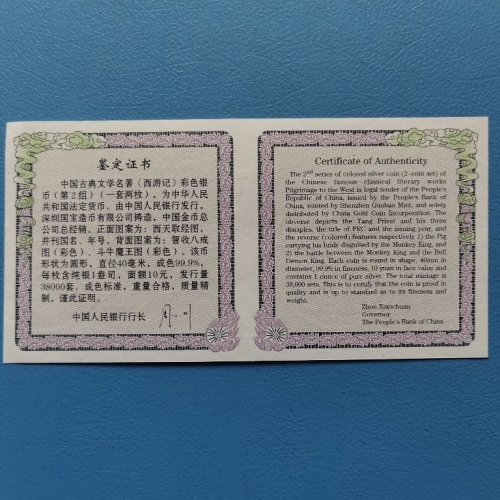 鉴定证书
中国古典文学名著《西游记》彩色银
币（第2组）（一套两枚），为中华人民
共和国法定货币。由中国人民银行发行，
深圳国宝造币有限公司铸造，中国金币总
公司总经销。正面图案为：西天取经图，
并刊国名、年号，背面图案为：智收八戒
图（彩色）、斗牛魔王图（彩色）。该币
形状为圆形，直径40毫米，成色99.9%，
每枚含纯银1盎司，面额10元，发行量
38000套，成色标准，重量合格，质量精
制，谨此证明。
中国人民银行行长
Certificate of Authenticity
The 2nd series of colored silver coin (2-coin set) of
the Chinese famous classical literary works
Pilgrimage to the West is legal tender of the People's
Republic of China, issued by the People's Bank of
China, minted by Shenzhen Guobao Mint, and solely
distributed by China Gold Coin Incorporation. The
obverse depicts the Tang Priest and his three
disciples, the title of PRC and the issuing year, and
the reverse (colored) features respectively 1) the Pig
carrying his bride disguised by the Monkey King, and
2) the battle between the Monkey King and the Bull
Demon King. Each coin is round in shape, 40mm in
diameter, 99.9% in fineness, 10 yuan in face value and
contains 1 ounce of pure silver. The total mintage is
38,000 sets. This is to certify that the coin is proof in
quality and is up to standard as to its fineness and
weight.
Zhou Xiaochuan
Governor
The People's Bank of China